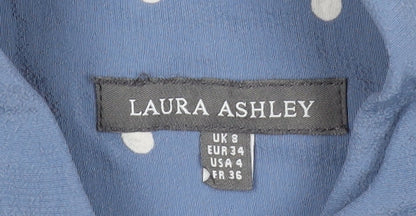 LAURA ASHLEY
UK 8
EUR 34
USA 4
FR 36